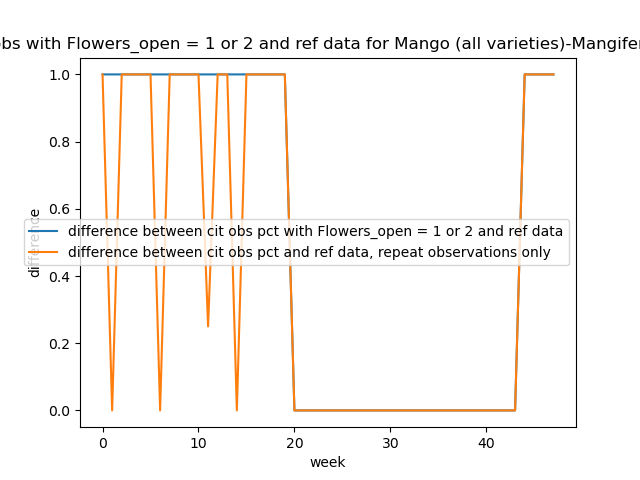 obs with Flowers_open = 1 or 2 and ref data for Mango (all varieties)-Mangifer
1.0
0.8
0.6
0.4
0.2
0.0
difference
difference between cit obs pct with Flowers_open = 1 or 2 and ref data
difference between cit obs pct and ref data, repeat observations only
0 10 20 30 40
week